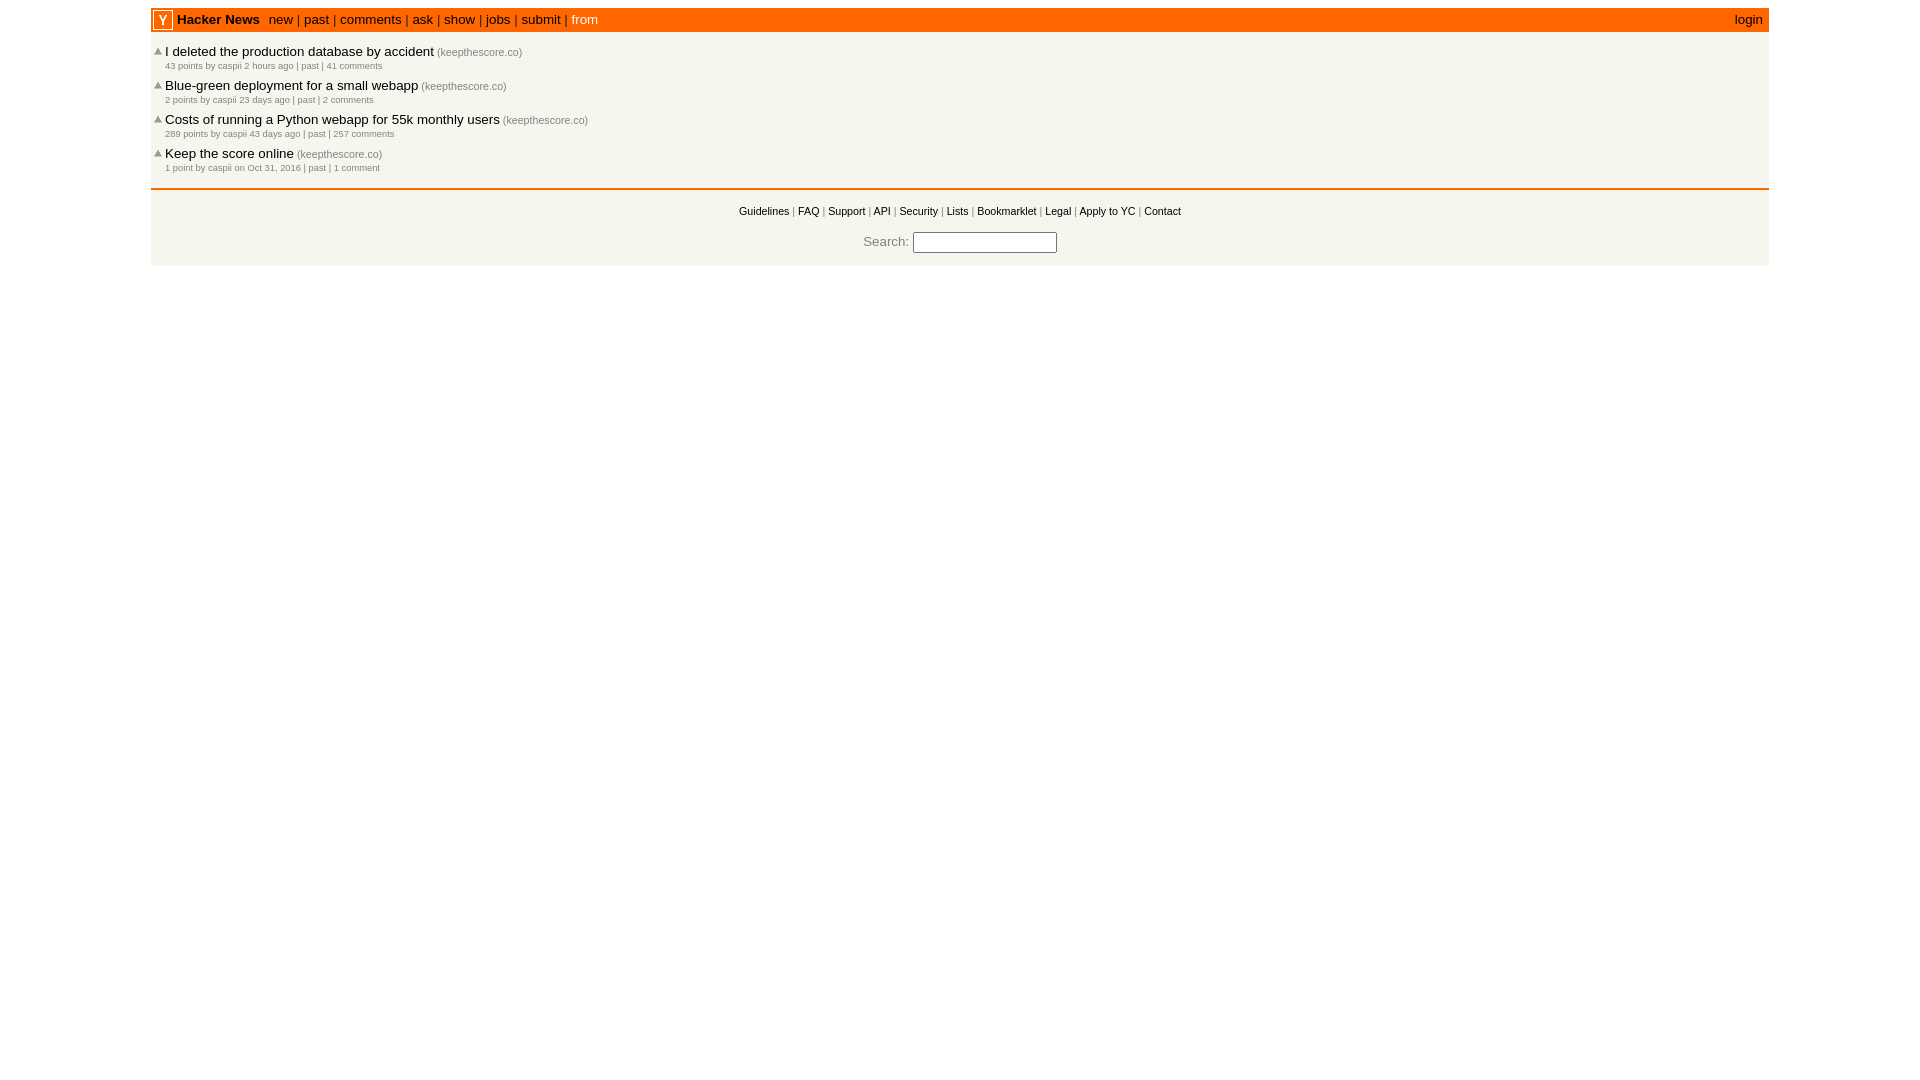 Y Hacker News new | past | comments | ask | show | jobs | submit | from login
I deleted the production database by accident (keepthescore.co)
43 points by caspii 2 hours ago | past | 41 comments
Blue-green deployment for a small webapp (keepthescore.co)
2 points by caspii 23 days ago | past | 2 comments
Costs of running a Python webapp for 55k monthly users (keepthescore.co)
289 points by caspii 43 days ago | past | 257 comments
Keep the score online (keepthescore.co)
1 point by caspii on Oct 31, 2016 | past | 1 comment
Guidelines | FAQ | Support | API | Security | Lists | Bookmarklet | Legal | Apply to YC | Contact
Search: